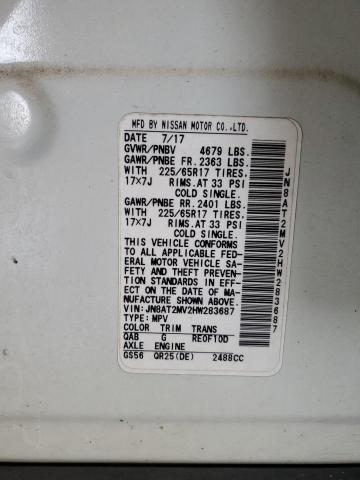 MFD BY NISSAN MOTOR CO.,LTD.
DATE 7/17
GVWR/PNBV 4679 LBS.
GAWR/PNBE FR. 2363 LBS.
WITH 225/65R17 TIRES.
17×7J RIMS.AT 33 PSI
COLD SINGLE.
GAWR/PNBE RR. 2401 LBS.
WITH 225/65R17 TIRES.
17×7J RIMS.AT 33 PSI
COLD SINGLE.
THIS VEHICLE CONFORMS
TO ALL APPLICABLE FED-
ERAL MOTOR VEHICLE SA-
FETY AND THEFT PREVEN-
TION STANDARDS IN EFF-
ECT ON THE DATE OF MA-
NUFACTURE SHOWN ABOVE.
VIN: JN8AT2MV2HW283687
TYPE: MPV
COLOR TRIM TRANS
QAB G RE0F10D
AXLE ENGINE
GS56 QR25(DE) 2488CC
JN8AT2MV2HW283687